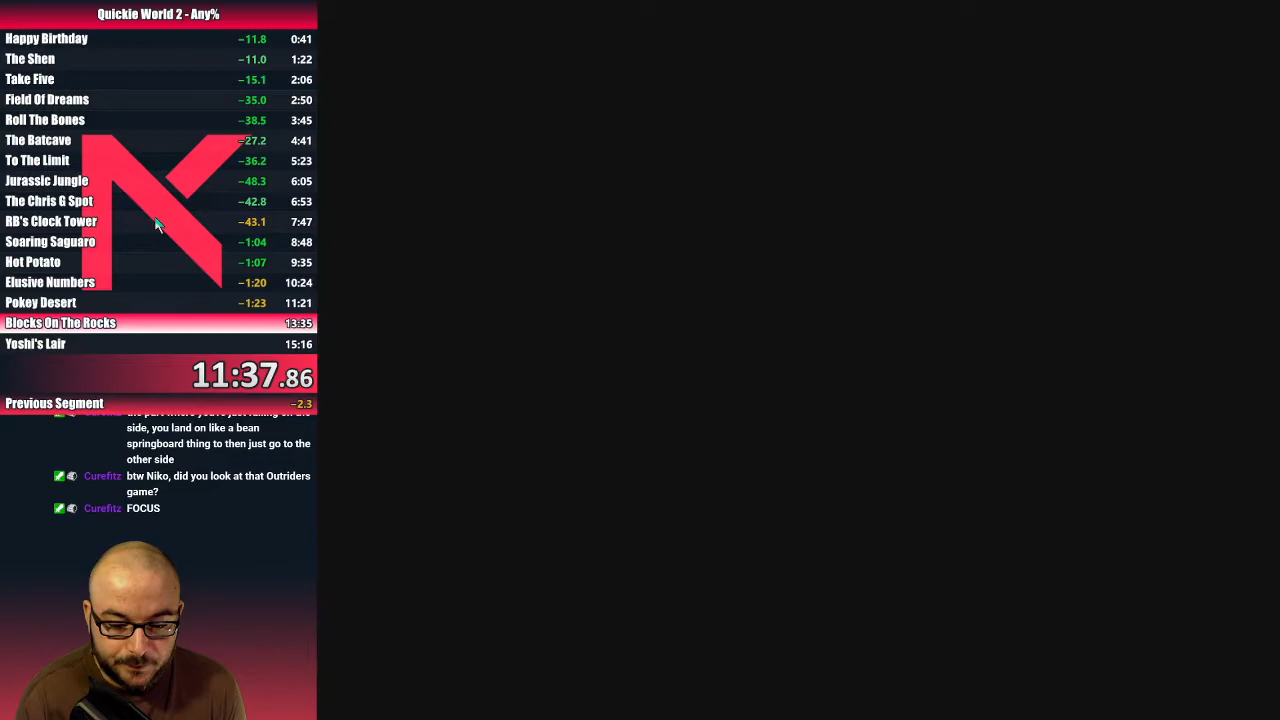 Quickie World 2 - Any%
Happy Birthday −11.8 0:41
The Shen −11.0 1:22
Take Five −15.1 2:06
Field Of Dreams −35.0 2:50
Roll The Bones −38.5 3:45
The Batcave −27.2 4:41
To The Limit −36.2 5:23
Jurassic Jungle −48.3 6:05
The Chris G Spot −42.8 6:53
RB's Clock Tower −43.1 7:47
Soaring Saguaro −1:04 8:48
Hot Potato −1:07 9:35
Elusive Numbers −1:20 10:24
Pokey Desert −1:23 11:21
Blocks On The Rocks 13:35
Yoshi's Lair 15:16
11:37.86
Previous Segment −2.3
side, you land on like a bean
springboard thing to then just go to the
other side
Curefitz btw Niko, did you look at that Outriders
game?
Curefitz FOCUS